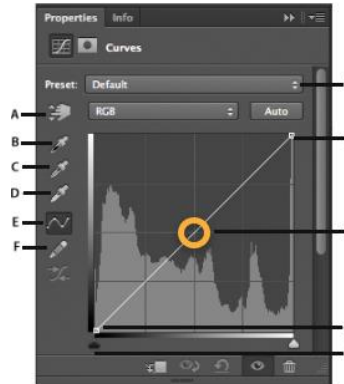 Properties Info
Curves
Preset: Default
A RGB Auto
B
C
D
E
F